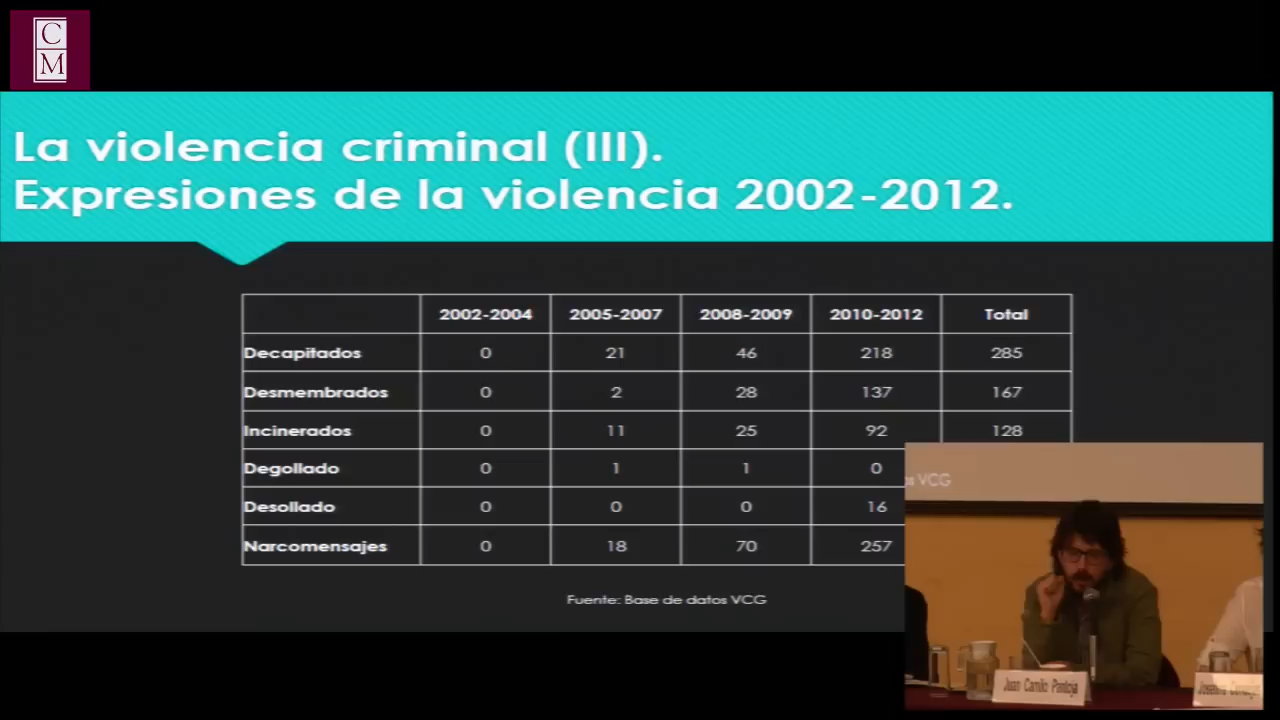 C
M
La violencia criminal (III).
Expresiones de la violencia 2002-2012.
2002-2004 2005-2007 2008-2009 2010-2012 Total
Decapitados 0 21 46 218 285
Desmembrados 0 2 28 137 167
Incinerados 0 11 25 92 128
Degollado 0 1 1 0
Desollado 0 0 0 16
Narcomensajes 0 18 70 257
Fuente: Base de datos VCG
VCG
Juan Camilo Pantoja